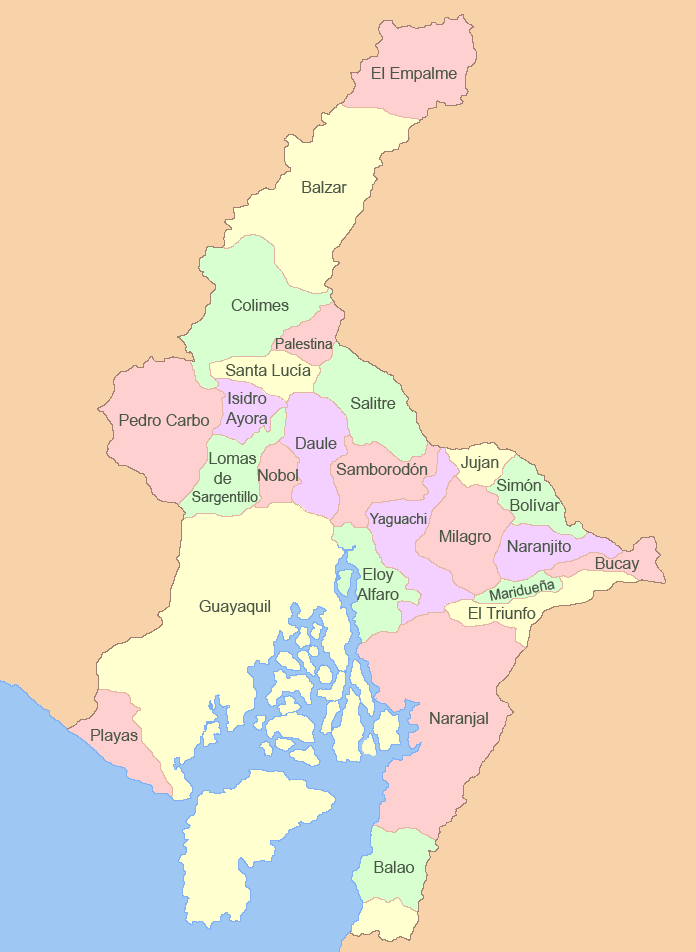 El Empalme
Balzar
Colimes
Palestina
Santa Lucía
Isidro
Ayora
Pedro Carbo
Salitre
Daule
Lomas
de
Sargentillo
Nobol
Samborodón
Jujan
Simón
Bolívar
Yaguachi
Milagro
Naranjito
Bucay
Eloy
Alfaro
Maridueña
El Triunfo
Guayaquil
Naranjal
Playas
Balao